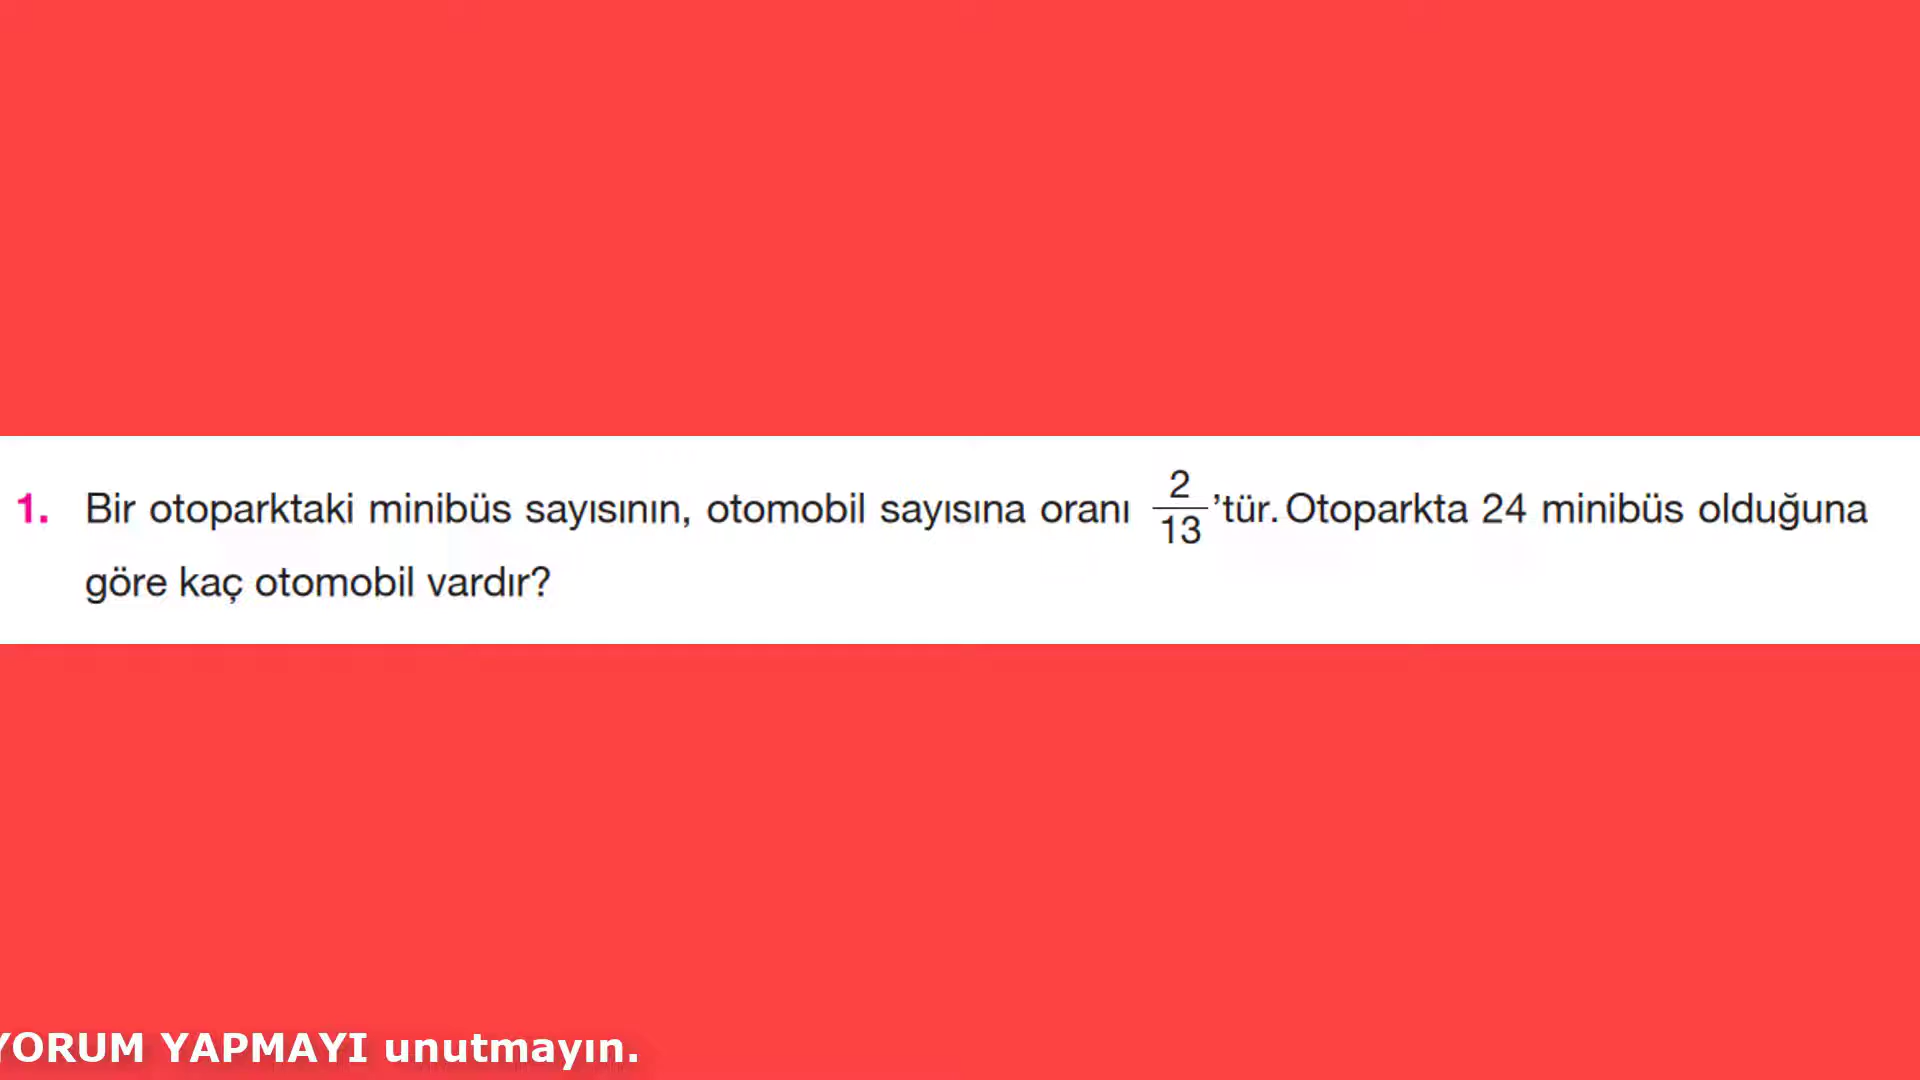 1. Bir otoparktaki minibüs sayısının, otomobil sayısına oranı 2/13 ’tür. Otoparkta 24 minibüs olduğuna
göre kaç otomobil vardır?
YORUM YAPMAYI unutmayın.